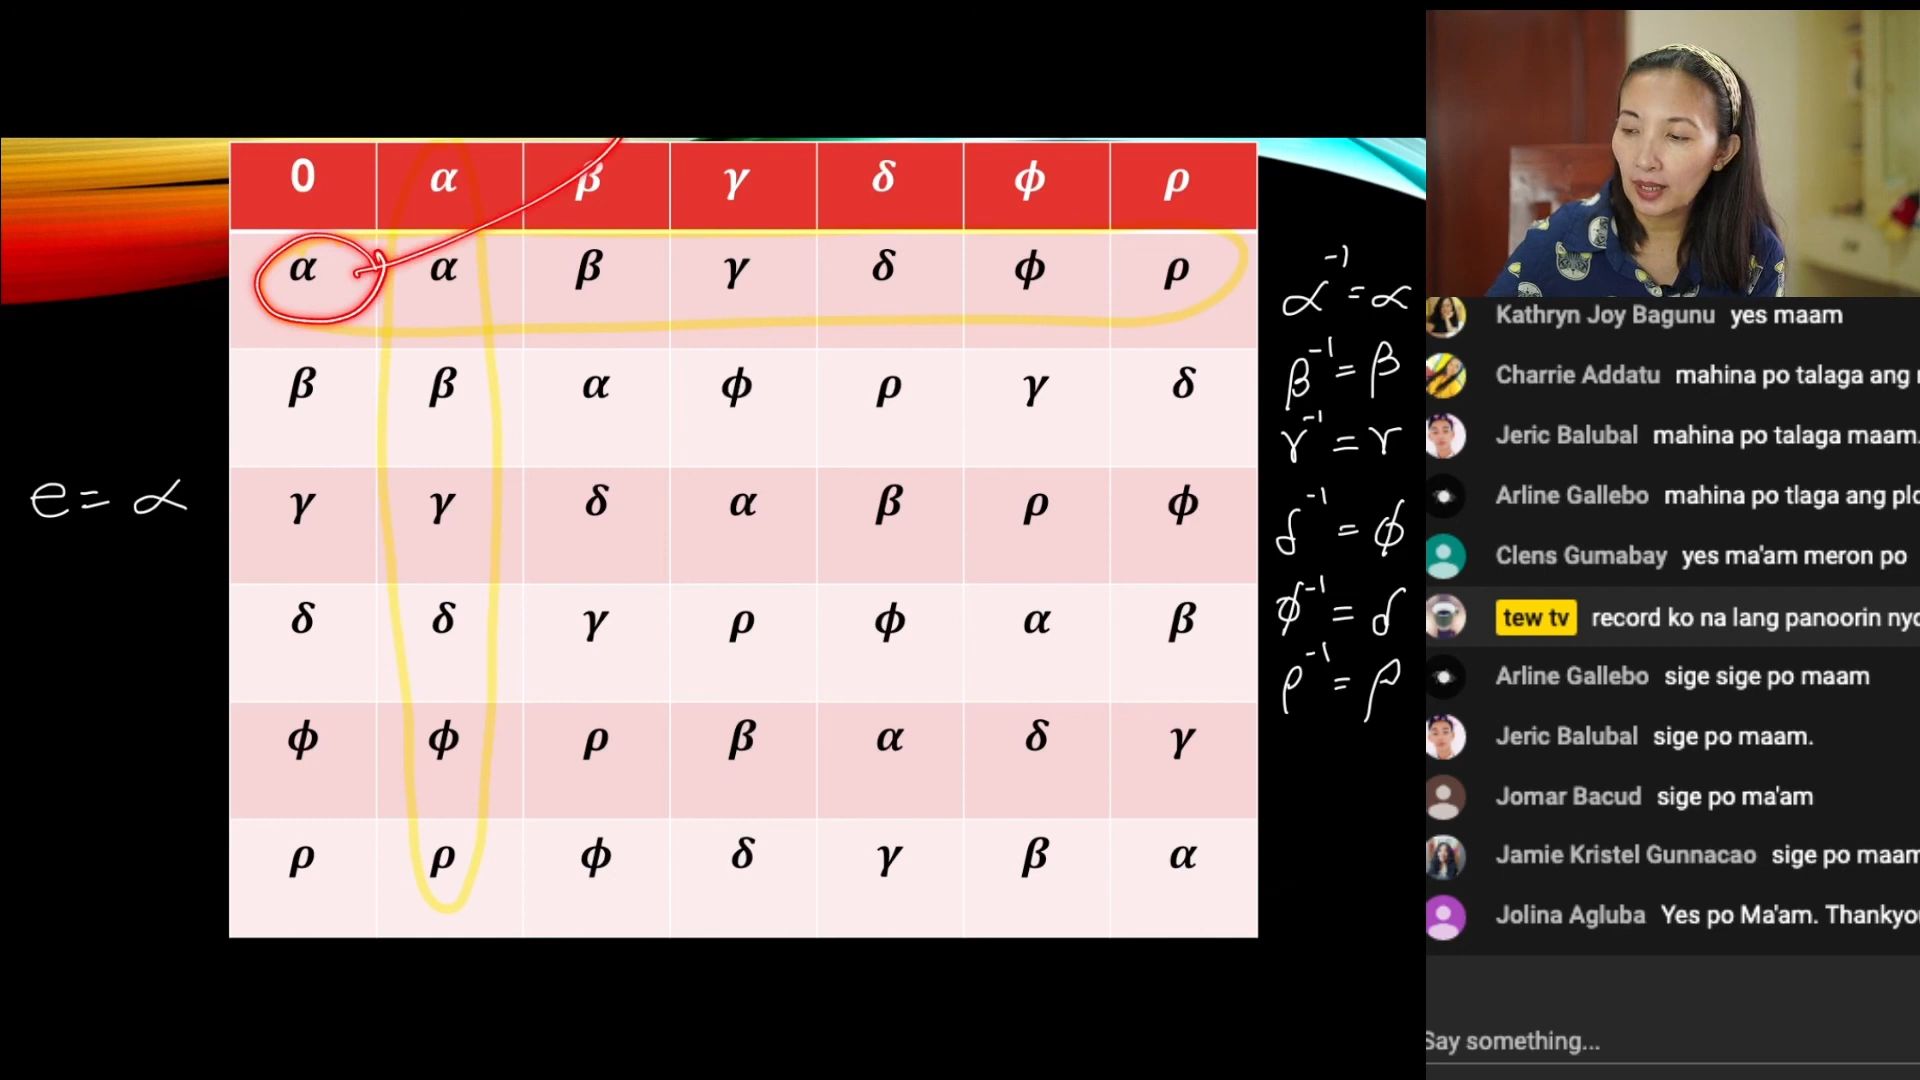 0 α β γ δ ϕ ρ
α α β γ δ ϕ ρ
β β α ϕ ρ γ δ
γ γ δ α β ρ ϕ
δ δ γ ρ ϕ α β
ϕ ϕ ρ β α δ γ
ρ ρ ϕ δ γ β α
e = α
α⁻¹ = α
β⁻¹ = β
γ⁻¹ = γ
δ⁻¹ = ϕ
ϕ⁻¹ = δ
ρ⁻¹ = ρ
Kathryn Joy Bagunu yes maam
Charrie Addatu mahina po talaga ang
Jeric Balubal mahina po talaga maam.
Arline Gallebo mahina po tlaga ang
Clens Gumabay yes ma'am meron po
tew tv record ko na lang panoorin
Arline Gallebo sige sige po maam
Jeric Balubal sige po maam.
Jomar Bacud sige po ma'am
Jamie Kristel Gunnacao sige po maam
Jolina Agluba Yes po Ma'am.
Say something...